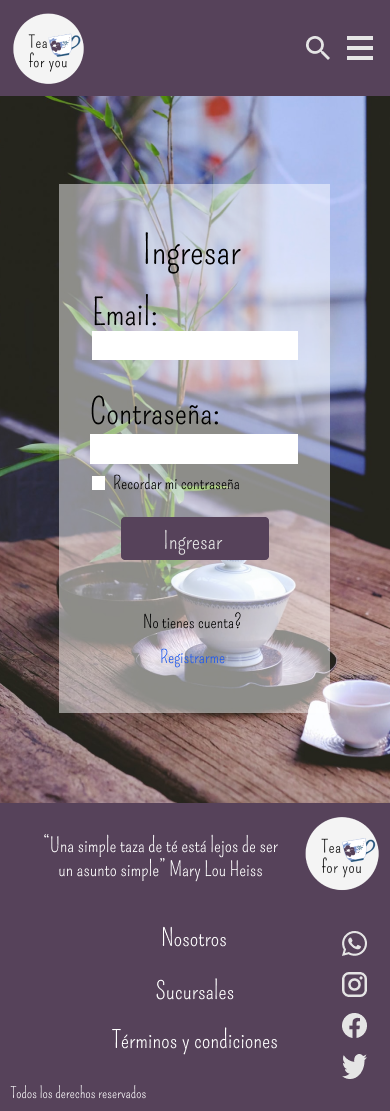 Tea
for you
Ingresar
Email:
Contraseña:
Recordar mi contraseña
Ingresar
No tienes cuenta?
Registrarme
“Una simple taza de té está lejos de ser
un asunto simple” Mary Lou Heiss
Tea
for you
Nosotros
Sucursales
Términos y condiciones
Todos los derechos reservados